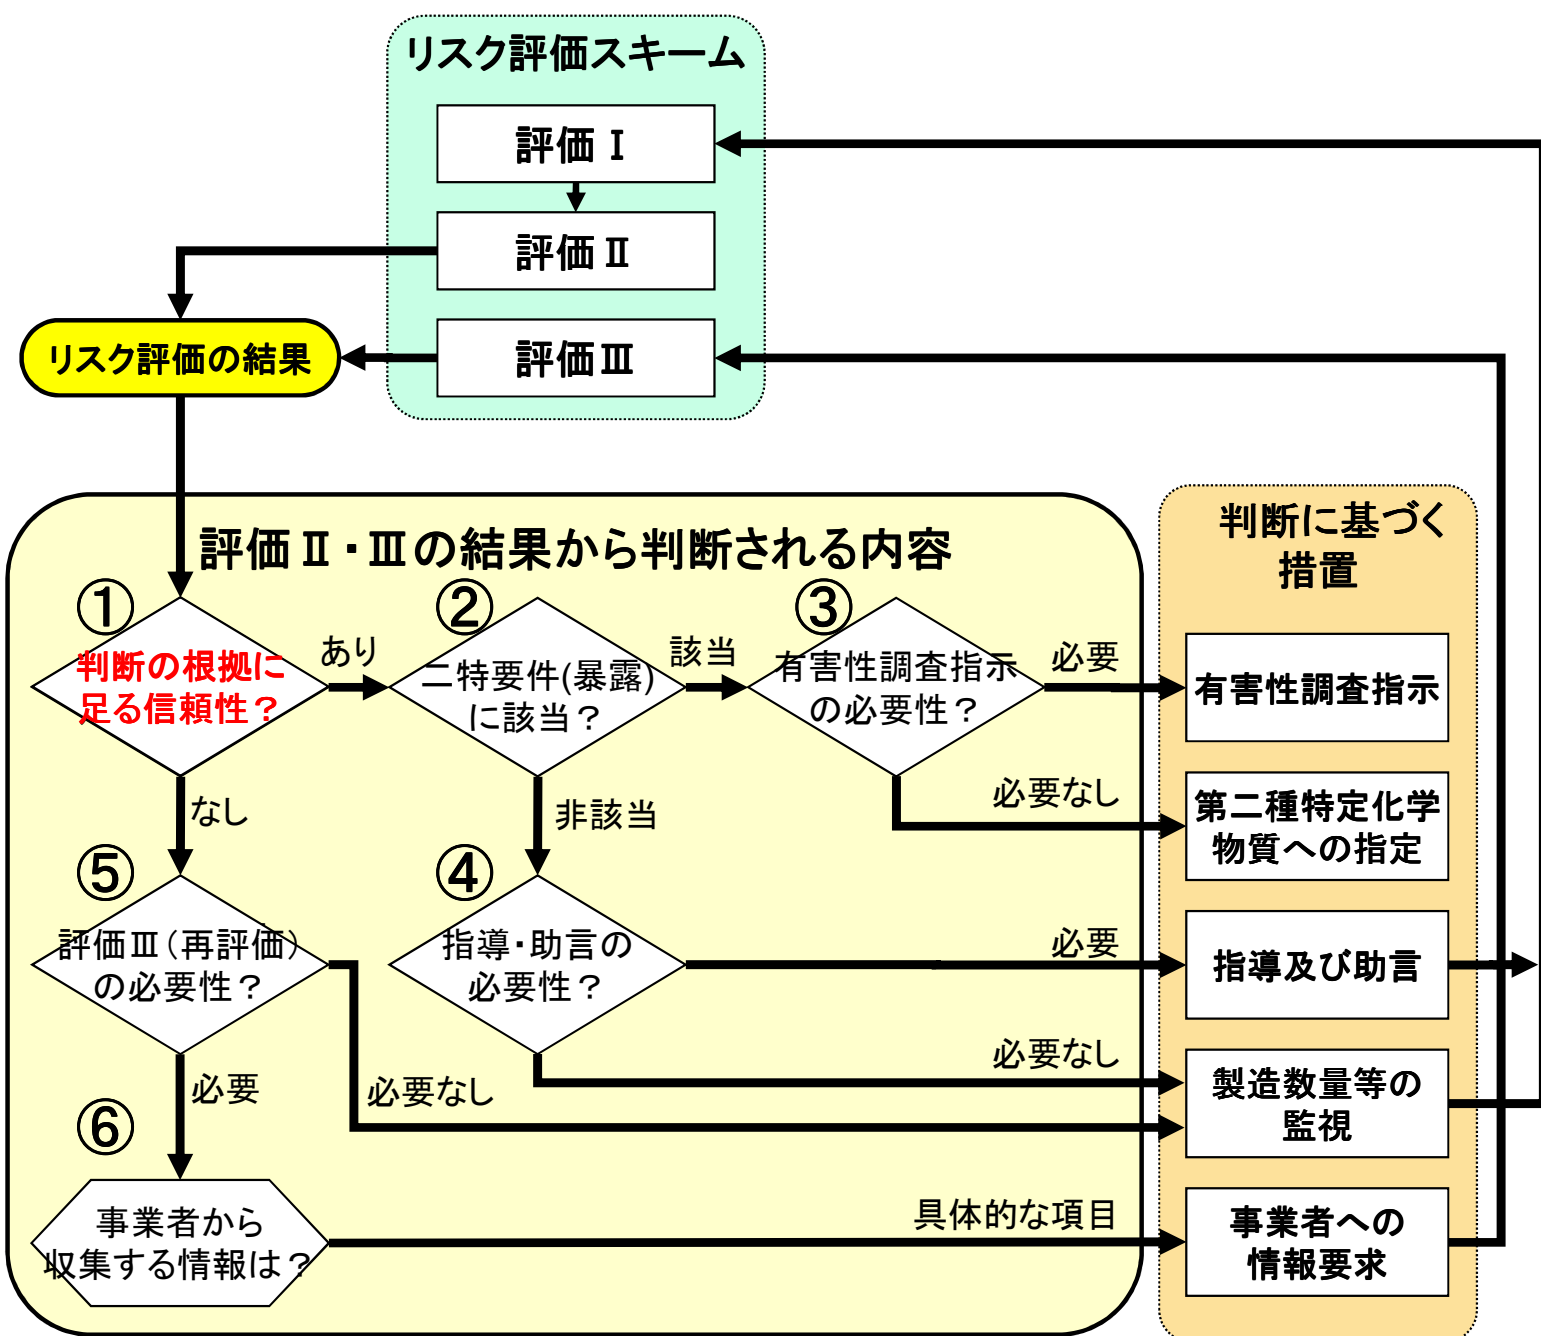 リスク評価スキーム
評価Ⅰ
評価Ⅱ
評価Ⅲ
リスク評価の結果
評価Ⅱ・Ⅲの結果から判断される内容
①
判断の根拠に
足る信頼性？
あり
なし
②
二特要件(暴露)
に該当？
該当
非該当
③
有害性調査指示
の必要性？
必要
必要なし
⑤
評価Ⅲ（再評価）
の必要性？
必要
必要なし
④
指導・助言の
必要性？
必要
必要なし
⑥
事業者から
収集する情報は？
具体的な項目
判断に基づく
措置
有害性調査指示
第二種特定化学
物質への指定
指導及び助言
製造数量等の
監視
事業者への
情報要求